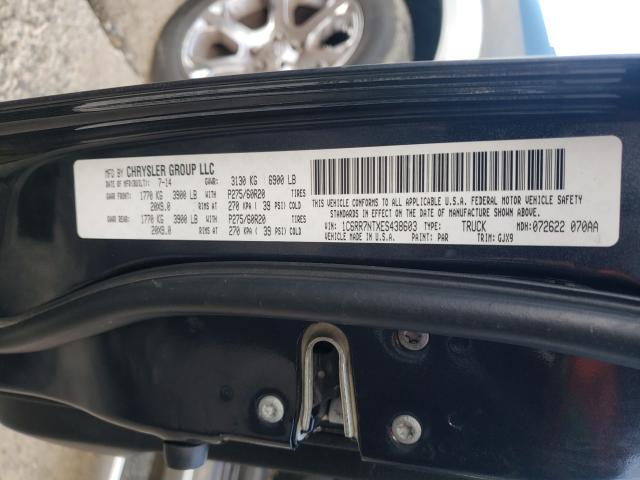 MFD BY CHRYSLER GROUP LLC
DATE OF MFD(BUILT): 7-14 GVWR: 3130 KG 6900 LB
GAWR FRONT: 1770 KG 3900 LB WITH P275/60R20 TIRES
20X9.0 RIMS AT 270 KPA ( 39 PSI) COLD
GAWR REAR: 1770 KG 3900 LB WITH P275/60R20 TIRES
20X9.0 RIMS AT 270 KPA ( 39 PSI) COLD
THIS VEHICLE CONFORMS TO ALL APPLICABLE U.S.A. FEDERAL MOTOR VEHICLE SAFETY
STANDARDS IN EFFECT ON THE DATE OF MANUFACTURE SHOWN ABOVE.
VIN: 1C6RR7NTXES438603 TYPE: TRUCK MDH: 072622 070AA
VEHICLE MADE IN U.S.A. PAINT: PAR TRIM: GJX9